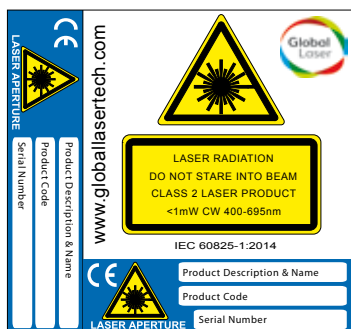 CE
LASER APERTURE
Serial Number
Product Code
Product Description & Name
www.globallasertech.com
Global
Laser
LASER RADIATION
DO NOT STARE INTO BEAM
CLASS 2 LASER PRODUCT
<1mW CW 400-695nm
IEC 60825-1:2014
CE
LASER APERTURE
Product Description & Name
Product Code
Serial Number